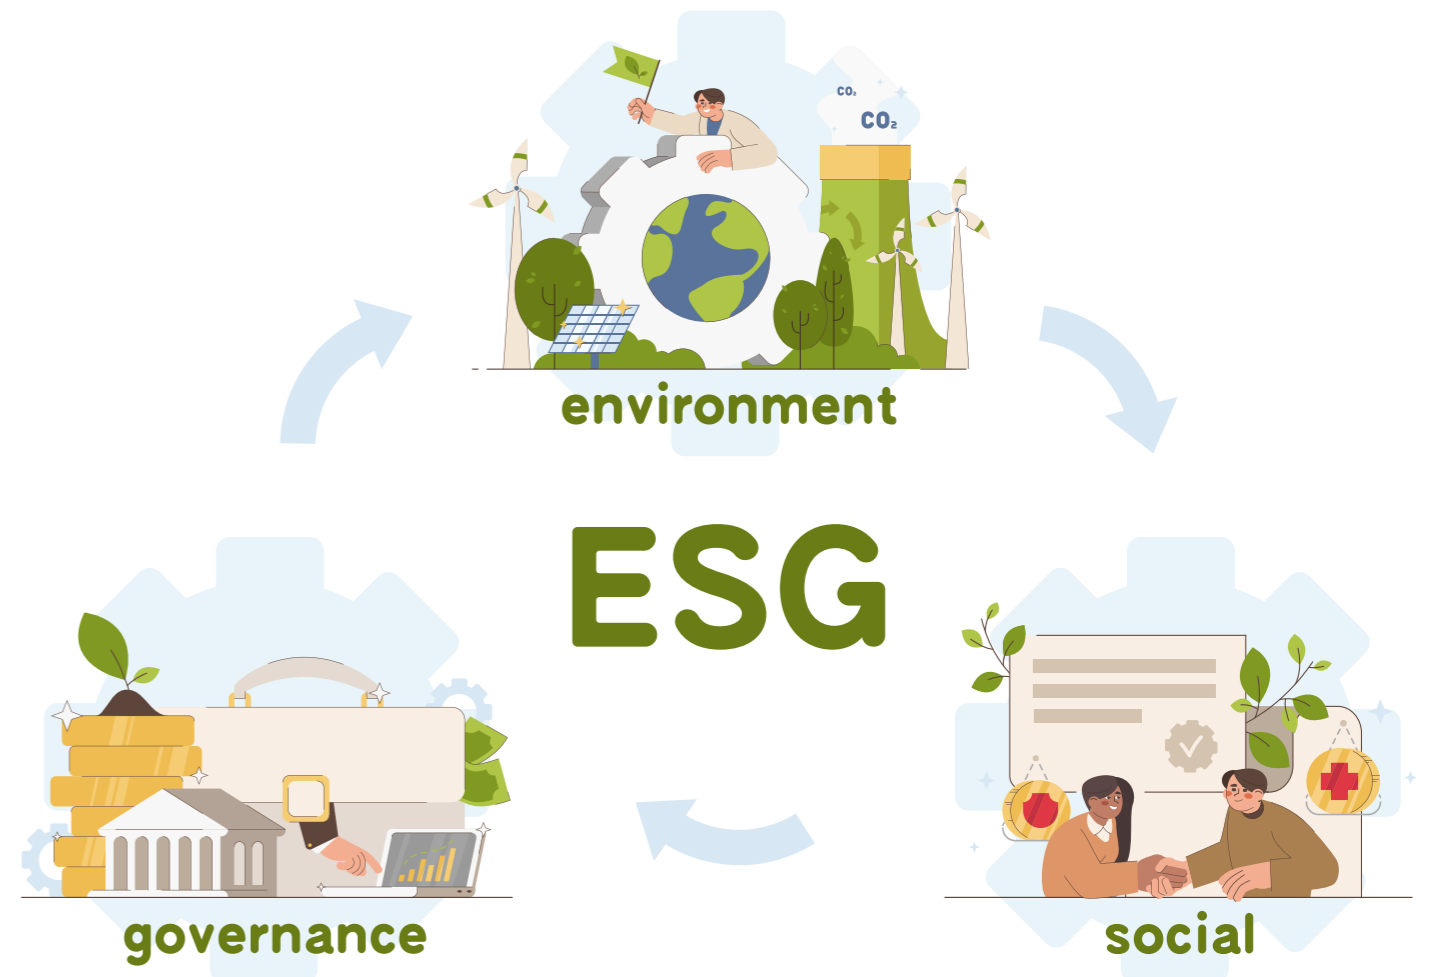 CO₂
CO₂
environment
ESG
governance
social